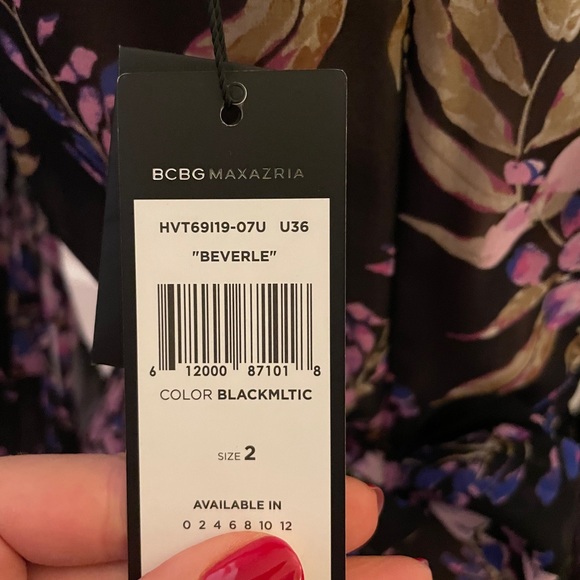 BCBGMAXAZRIA
HVT69I19-07U U36
"BEVERLE"
6 12000 87101 8
COLOR BLACKMLTIC
SIZE 2
AVAILABLE IN
0 2 4 6 8 10 12